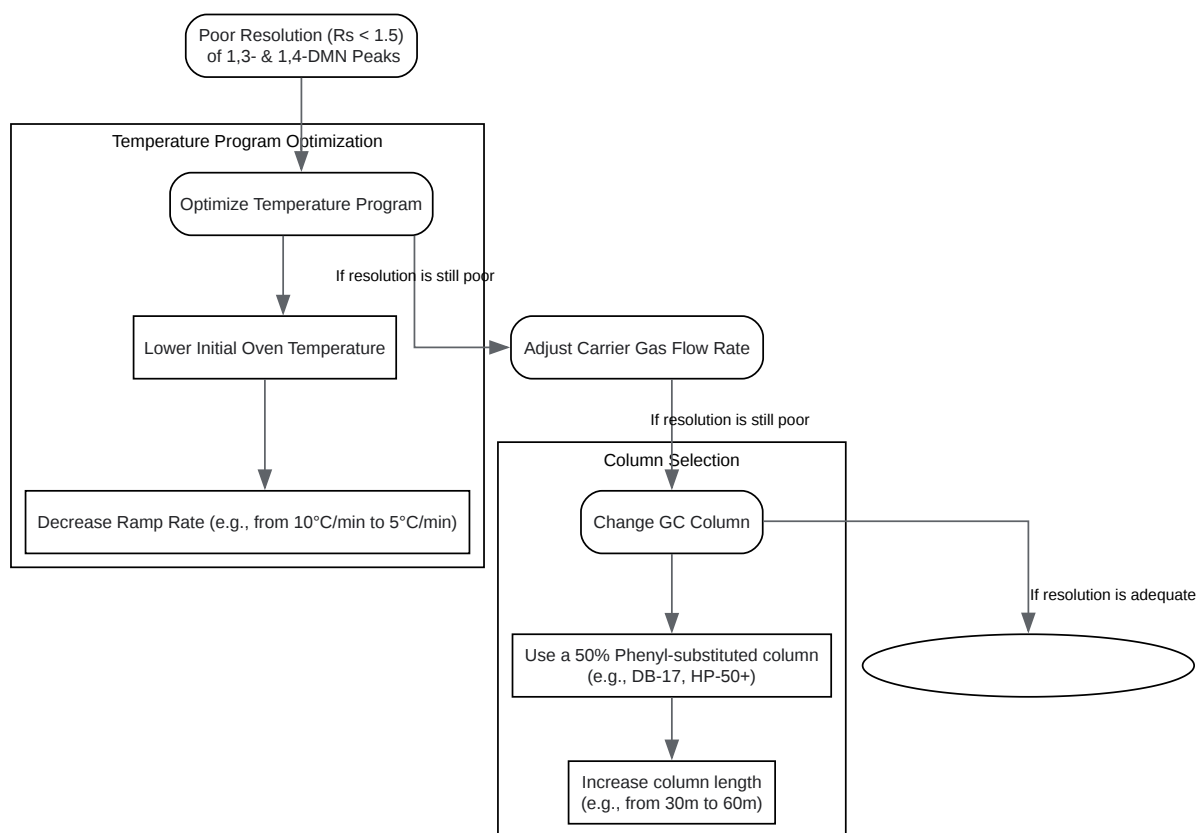 Poor Resolution (Rs < 1.5)
of 1,3- & 1,4-DMN Peaks
Temperature Program Optimization
Optimize Temperature Program
If resolution is still poor
Lower Initial Oven Temperature
Adjust Carrier Gas Flow Rate
If resolution is still poor
Column Selection
Decrease Ramp Rate (e.g., from 10°C/min to 5°C/min)
Change GC Column
If resolution is adequate
Use a 50% Phenyl-substituted column
(e.g., DB-17, HP-50+)
Increase column length
(e.g., from 30m to 60m)